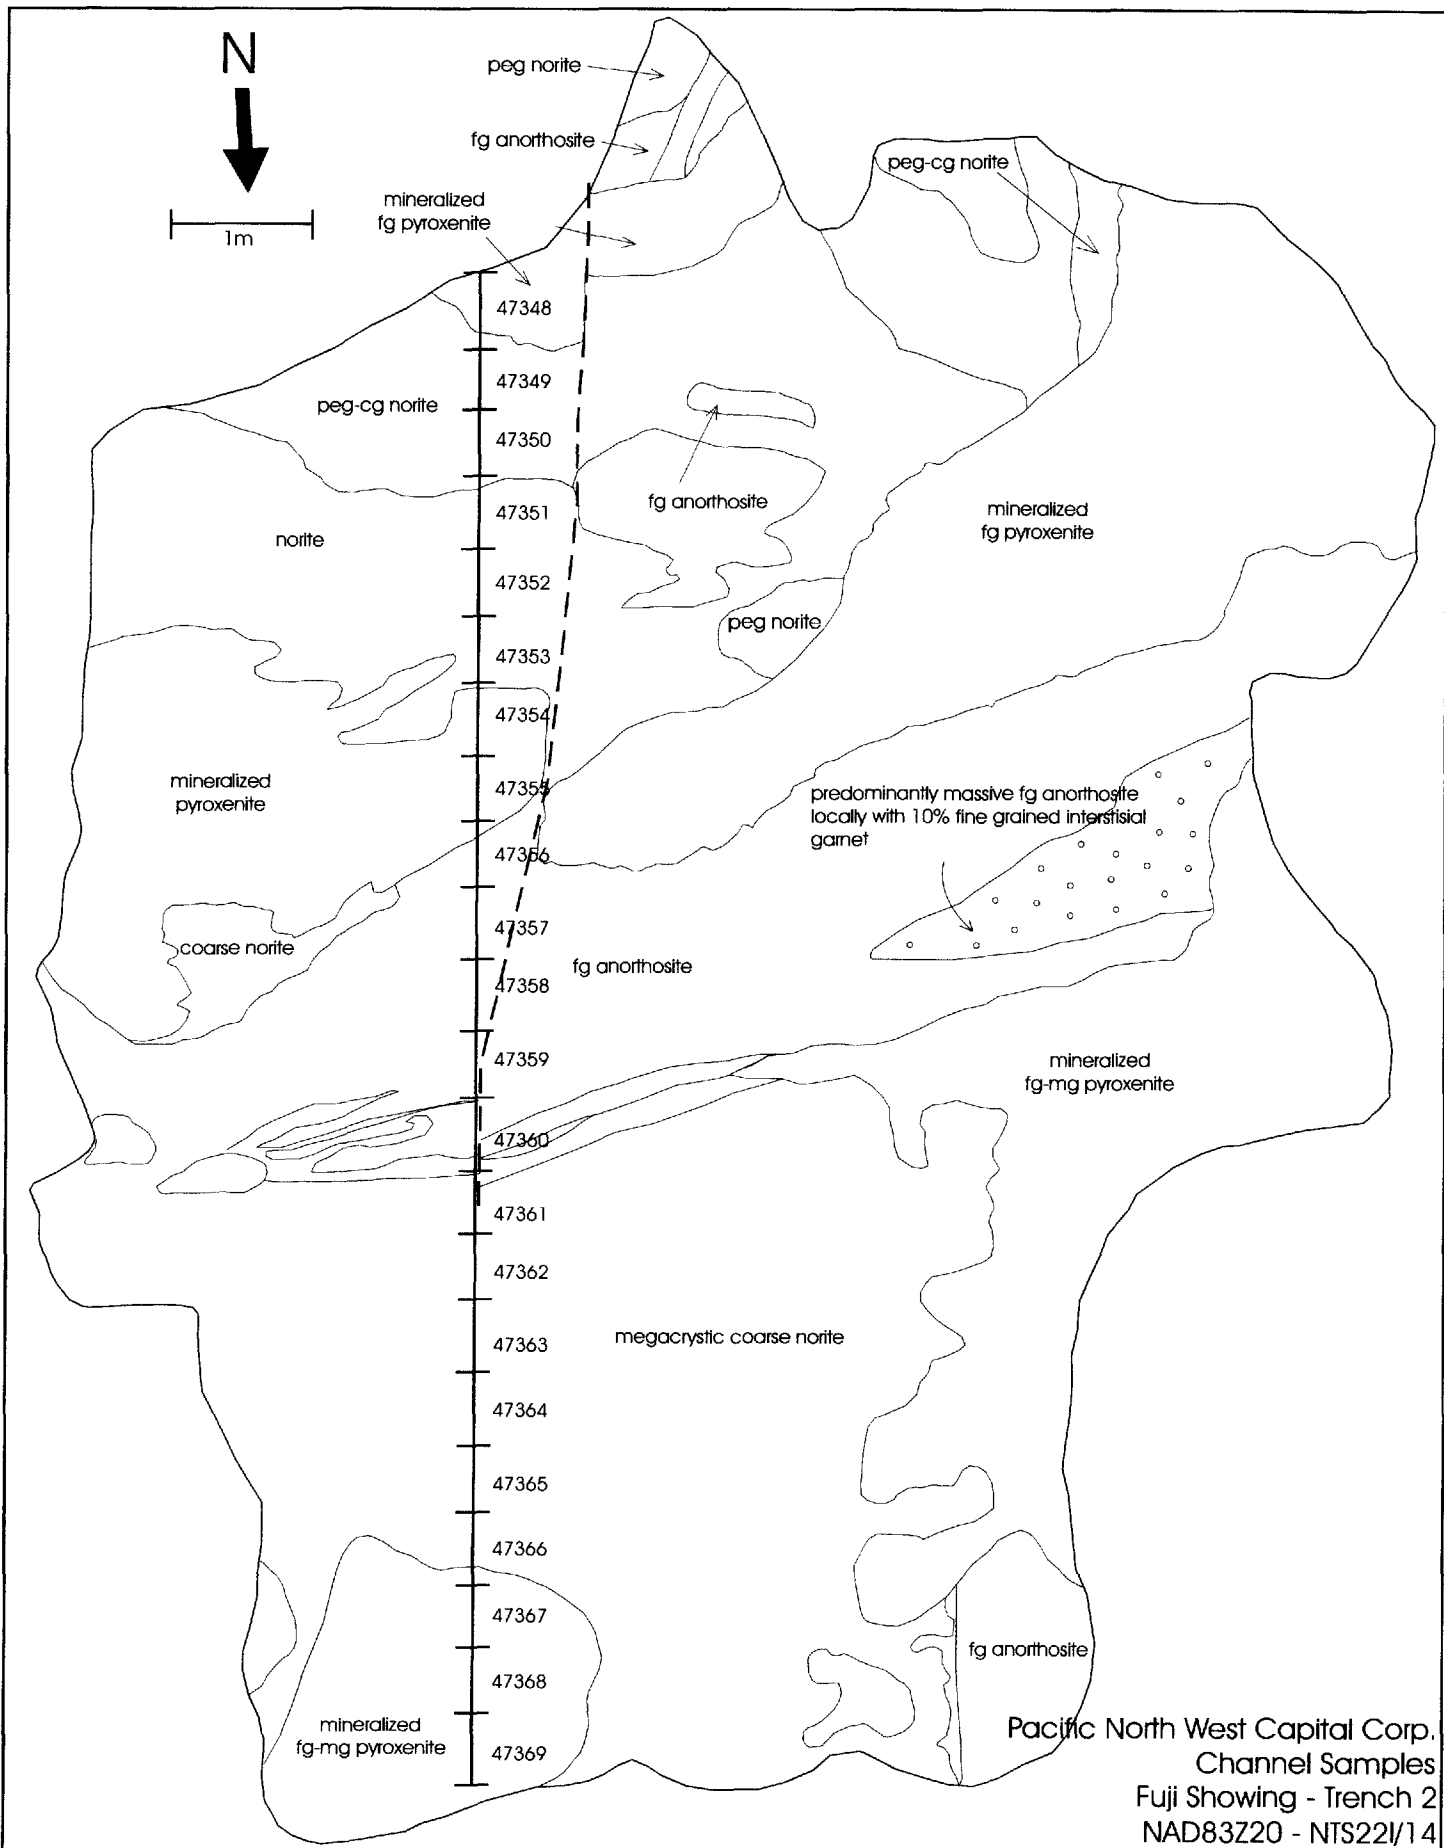 N
1m
peg norite
fg anorthosite
mineralized
fg pyroxenite
peg-cg norite
47348
47349
peg-cg norite
47350
fg anorthosite
47351
mineralized
fg pyroxenite
norite
47352
peg norite
47353
47354
mineralized
pyroxenite
47355
predominantly massive fg anorthosite
locally with 10% fine grained interstisial
garnet
47356
47357
coarse norite
fg anorthosite
47358
47359
mineralized
fg-mg pyroxenite
47360
47361
47362
megacrystic coarse norite
47363
47364
47365
47366
47367
fg anorthosite
47368
mineralized
fg-mg pyroxenite
47369
Pacific North West Capital Corp.
Channel Samples
Fuji Showing - Trench 2
NAD83Z20 - NTS22I/14